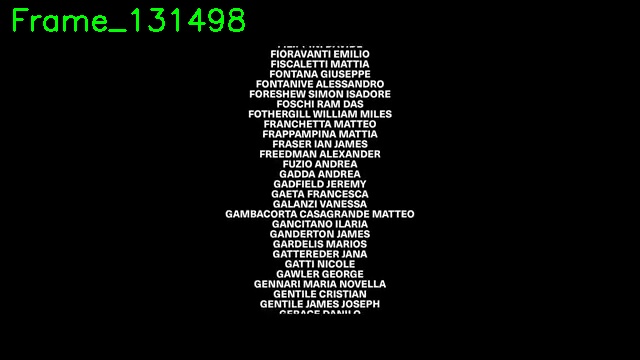 Frame_131498
FIORAVANTI EMILIO
FISCALETTI MATTIA
FONTANA GIUSEPPE
FONTANIVE ALESSANDRO
FORESHEW SIMON ISADORE
FOSCHI RAM DAS
FOTHERGILL WILLIAM MILES
FRANCHETTA MATTEO
FRAPPAMPINA MATTIA
FRASER IAN JAMES
FREEDMAN ALEXANDER
FUZIO ANDREA
GADDA ANDREA
GADFIELD JEREMY
GAETA FRANCESCA
GALANZI VANESSA
GAMBACORTA CASAGRANDE MATTEO
GANCITANO ILARIA
GANDERTON JAMES
GARDELIS MARIOS
GATTEREDER JANA
GATTI NICOLE
GAWLER GEORGE
GENNARI MARIA NOVELLA
GENTILE CRISTIAN
GENTILE JAMES JOSEPH
GERACE DANILO